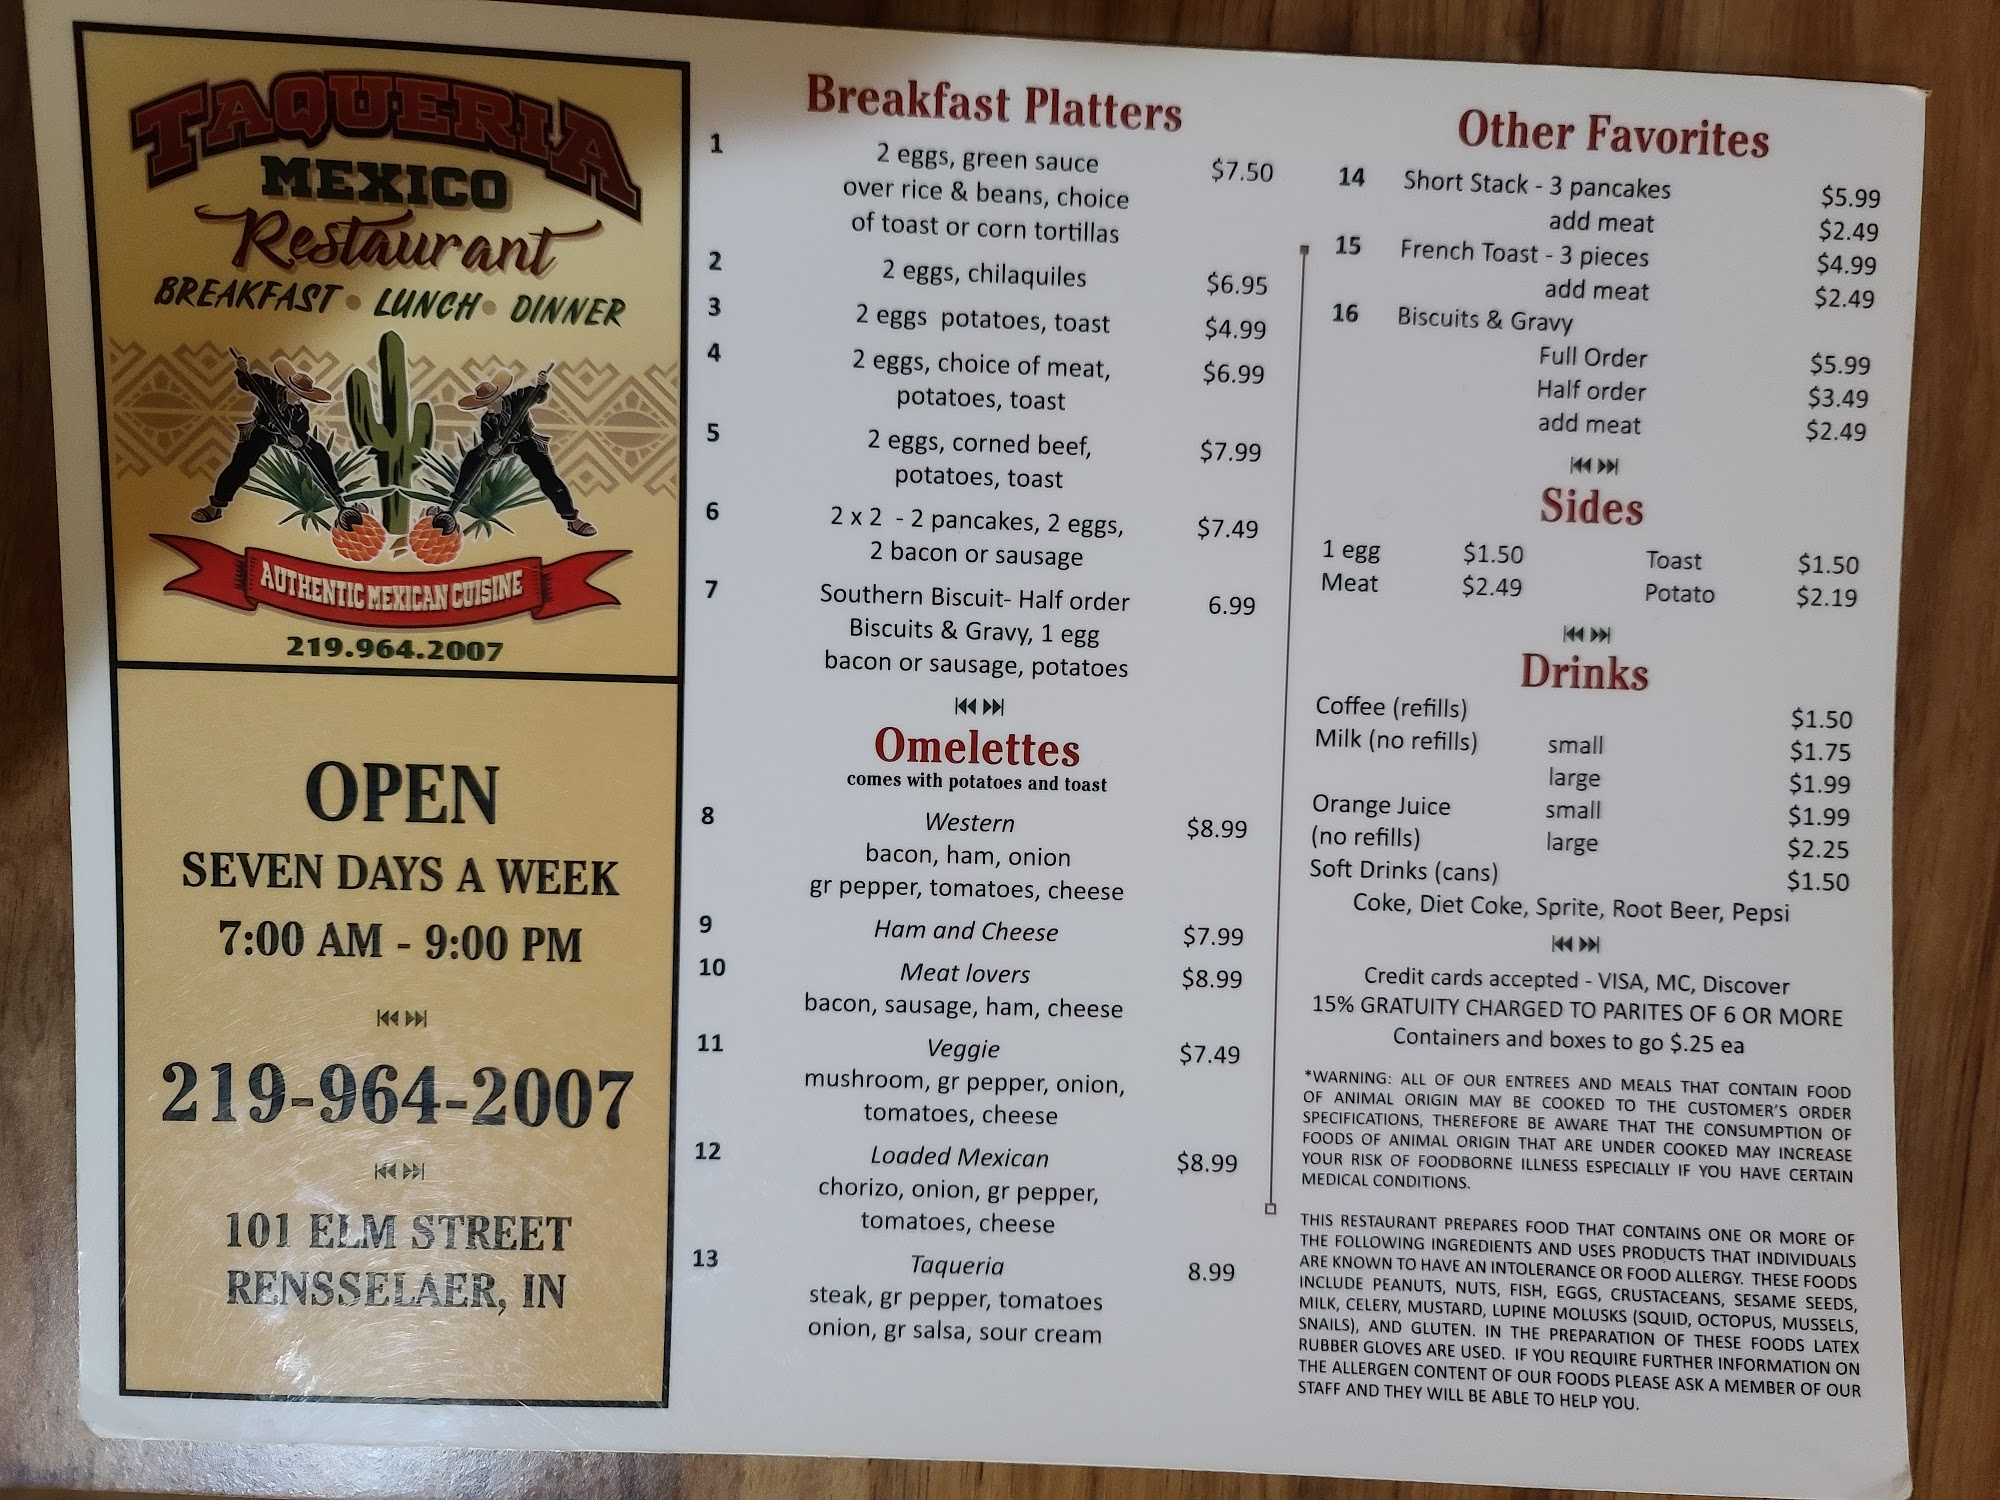 TAQUERIA
MEXICO
Restaurant
BREAKFAST • LUNCH • DINNER
AUTHENTIC MEXICAN CUISINE
219.964.2007
OPEN
SEVEN DAYS A WEEK
7:00 AM - 9:00 PM
219-964-2007
101 ELM STREET
RENSSELAER, IN
Breakfast Platters
1 2 eggs, green sauce $7.50
over rice & beans, choice
of toast or corn tortillas
2 2 eggs, chilaquiles $6.95
3 2 eggs potatoes, toast $4.99
4 2 eggs, choice of meat, $6.99
potatoes, toast
5 2 eggs, corned beef, $7.99
potatoes, toast
6 2 x 2 - 2 pancakes, 2 eggs, $7.49
2 bacon or sausage
7 Southern Biscuit- Half order 6.99
Biscuits & Gravy, 1 egg
bacon or sausage, potatoes
Omelettes
comes with potatoes and toast
8 Western $8.99
bacon, ham, onion
gr pepper, tomatoes, cheese
9 Ham and Cheese $7.99
10 Meat lovers $8.99
bacon, sausage, ham, cheese
11 Veggie $7.49
mushroom, gr pepper, onion,
tomatoes, cheese
12 Loaded Mexican $8.99
chorizo, onion, gr pepper,
tomatoes, cheese
13 Taqueria 8.99
steak, gr pepper, tomatoes
onion, gr salsa, sour cream
Other Favorites
14 Short Stack - 3 pancakes $5.99
add meat $2.49
15 French Toast - 3 pieces $4.99
add meat $2.49
16 Biscuits & Gravy
Full Order $5.99
Half order $3.49
add meat $2.49
Sides
1 egg $1.50 Toast $1.50
Meat $2.49 Potato $2.19
Drinks
Coffee (refills) $1.50
Milk (no refills) small $1.75
large $1.99
Orange Juice small $1.99
(no refills) large $2.25
Soft Drinks (cans) $1.50
Coke, Diet Coke, Sprite, Root Beer, Pepsi
Credit cards accepted - VISA, MC, Discover
15% GRATUITY CHARGED TO PARITES OF 6 OR MORE
Containers and boxes to go $.25 ea
*WARNING: ALL OF OUR ENTREES AND MEALS THAT CONTAIN FOOD
OF ANIMAL ORIGIN MAY BE COOKED TO THE CUSTOMER'S ORDER
SPECIFICATIONS, THEREFORE BE AWARE THAT THE CONSUMPTION OF
FOODS OF ANIMAL ORIGIN THAT ARE UNDER COOKED MAY INCREASE
YOUR RISK OF FOODBORNE ILLNESS ESPECIALLY IF YOU HAVE CERTAIN
MEDICAL CONDITIONS.
THIS RESTAURANT PREPARES FOOD THAT CONTAINS ONE OR MORE OF
THE FOLLOWING INGREDIENTS AND USES PRODUCTS THAT INDIVIDUALS
ARE KNOWN TO HAVE AN INTOLERANCE OR FOOD ALLERGY. THESE FOODS
INCLUDE PEANUTS, NUTS, FISH, EGGS, CRUSTACEANS, SESAME SEEDS,
MILK, CELERY, MUSTARD, LUPINE MOLUSKS (SQUID, OCTOPUS, MUSSELS,
SNAILS), AND GLUTEN. IN THE PREPARATION OF THESE FOODS LATEX
RUBBER GLOVES ARE USED. IF YOU REQUIRE FURTHER INFORMATION ON
THE ALLERGEN CONTENT OF OUR FOODS PLEASE ASK A MEMBER OF OUR
STAFF AND THEY WILL BE ABLE TO HELP YOU.